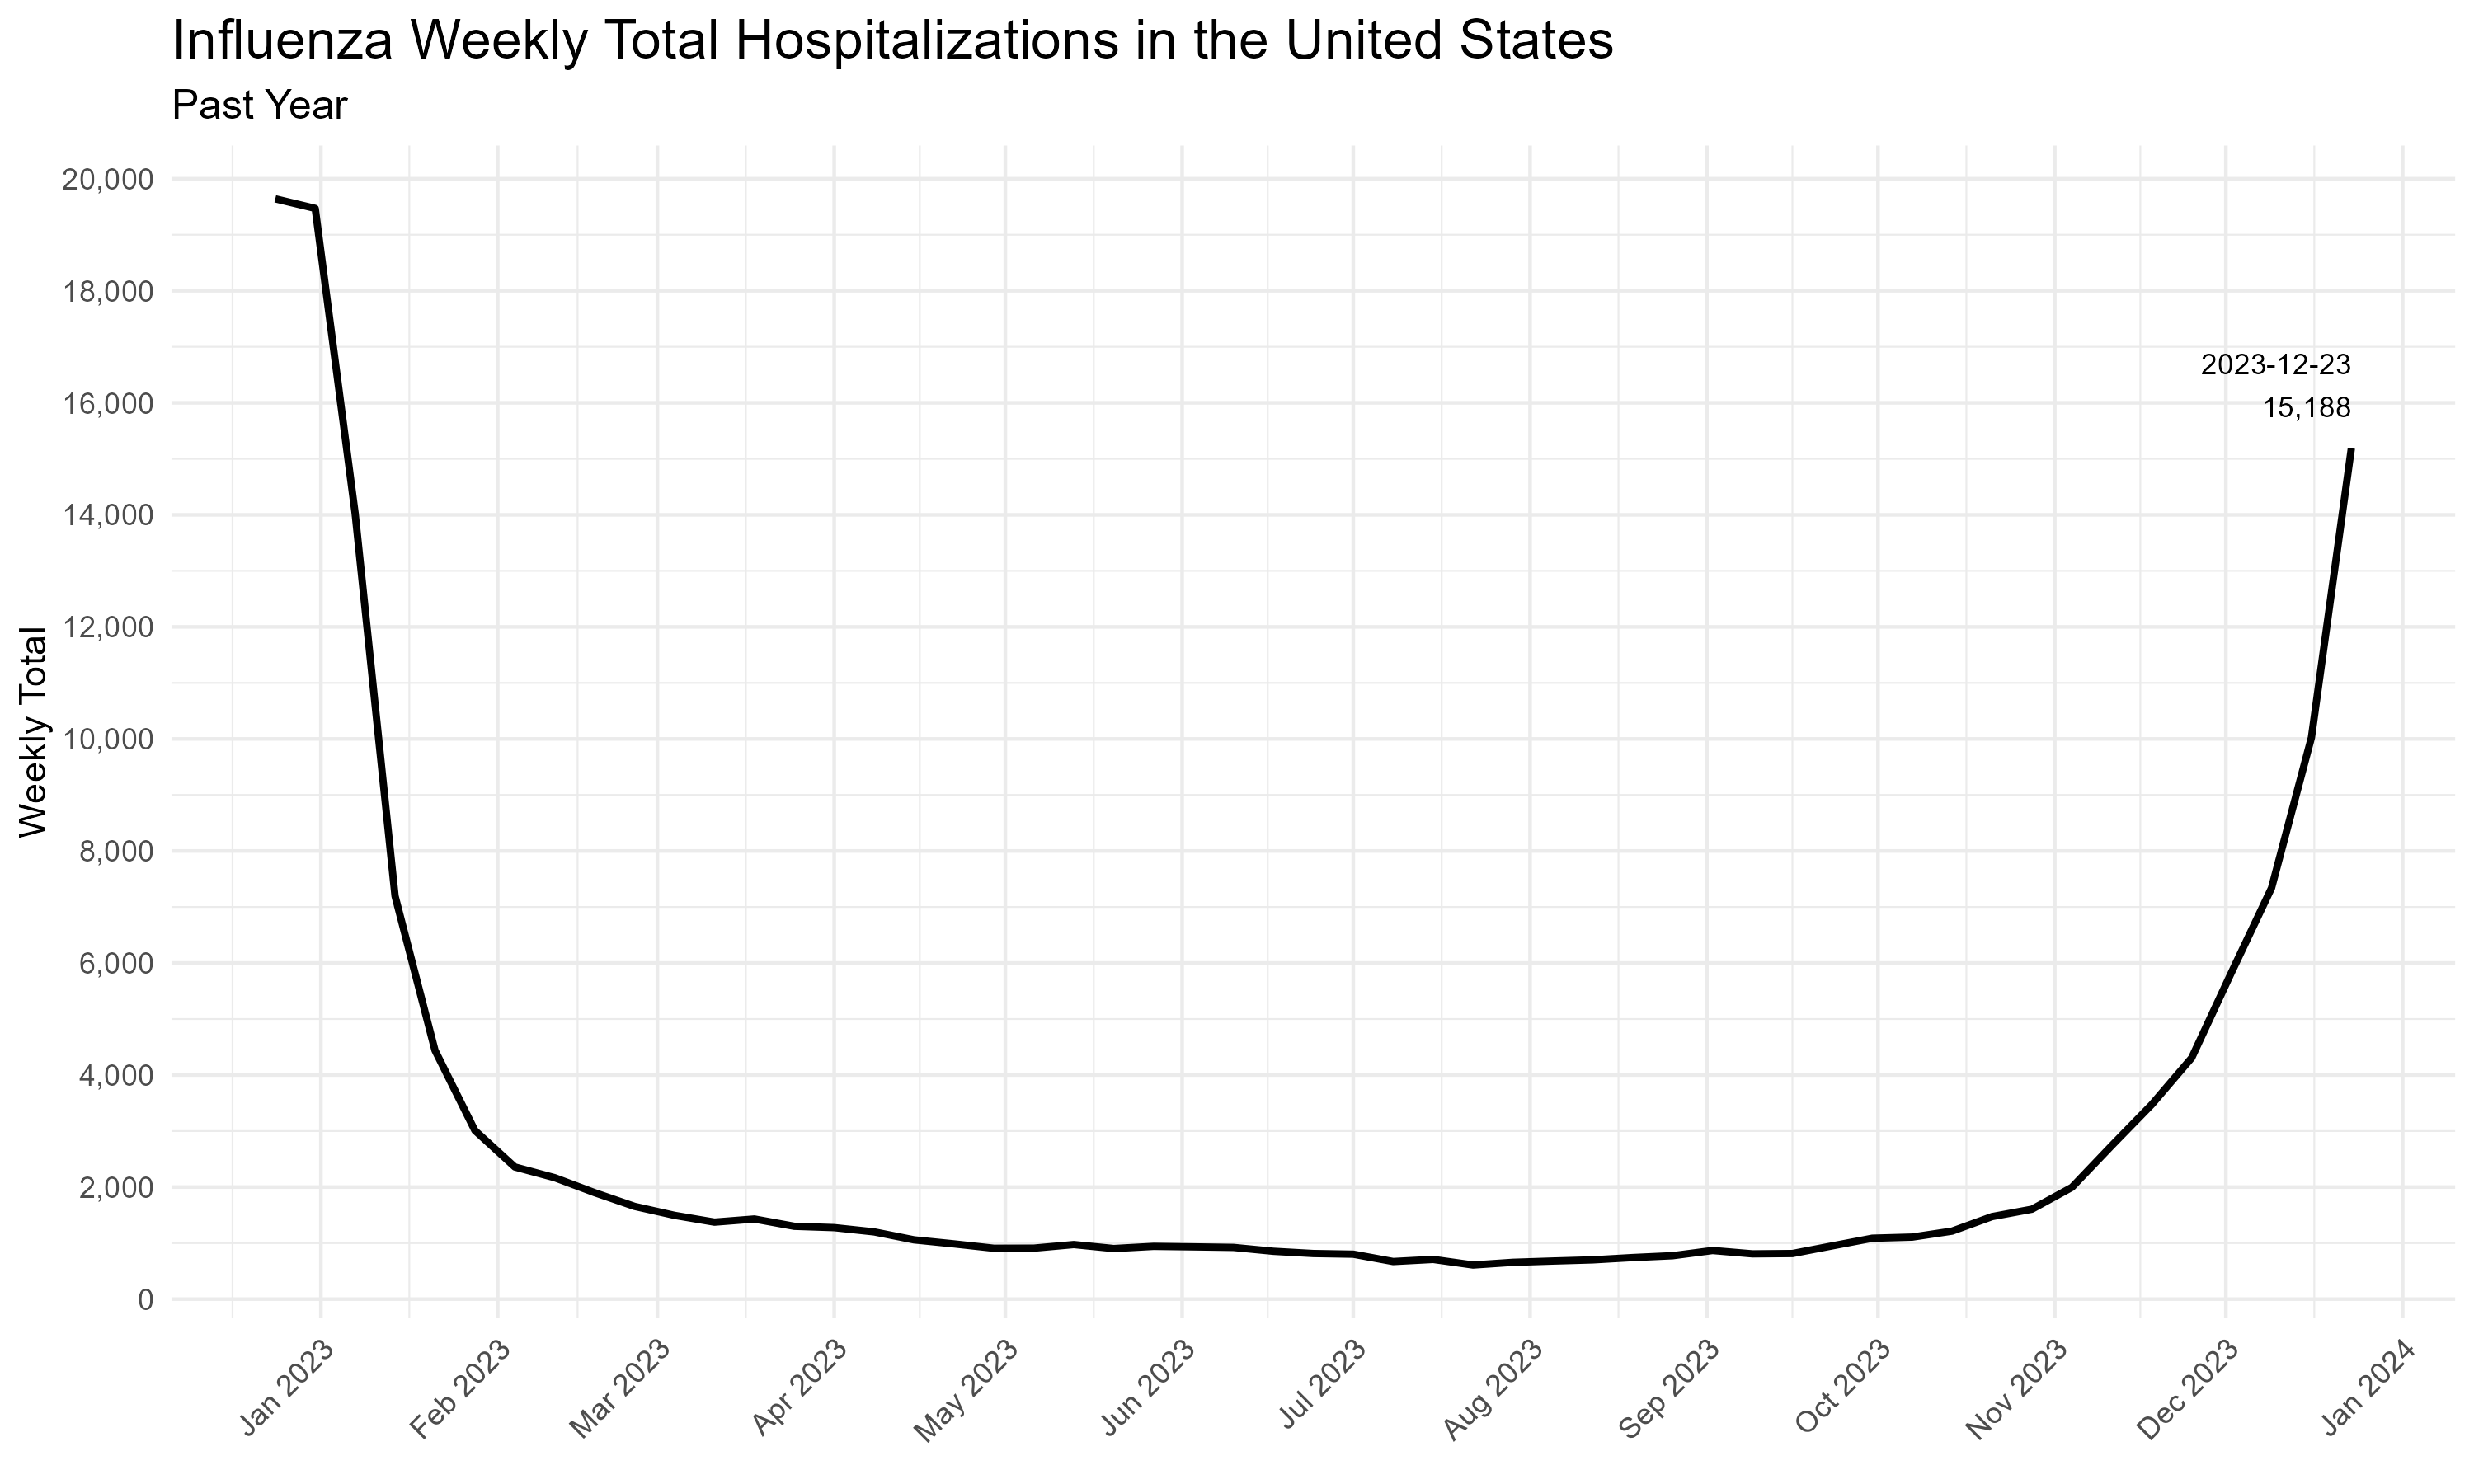 Influenza Weekly Total Hospitalizations in the United States
Past Year
Weekly Total
20,000
18,000
16,000
14,000
12,000
10,000
8,000
6,000
4,000
2,000
0
2023-12-23
15,188
Jan 2023
Feb 2023
Mar 2023
Apr 2023
May 2023
Jun 2023
Jul 2023
Aug 2023
Sep 2023
Oct 2023
Nov 2023
Dec 2023
Jan 2024